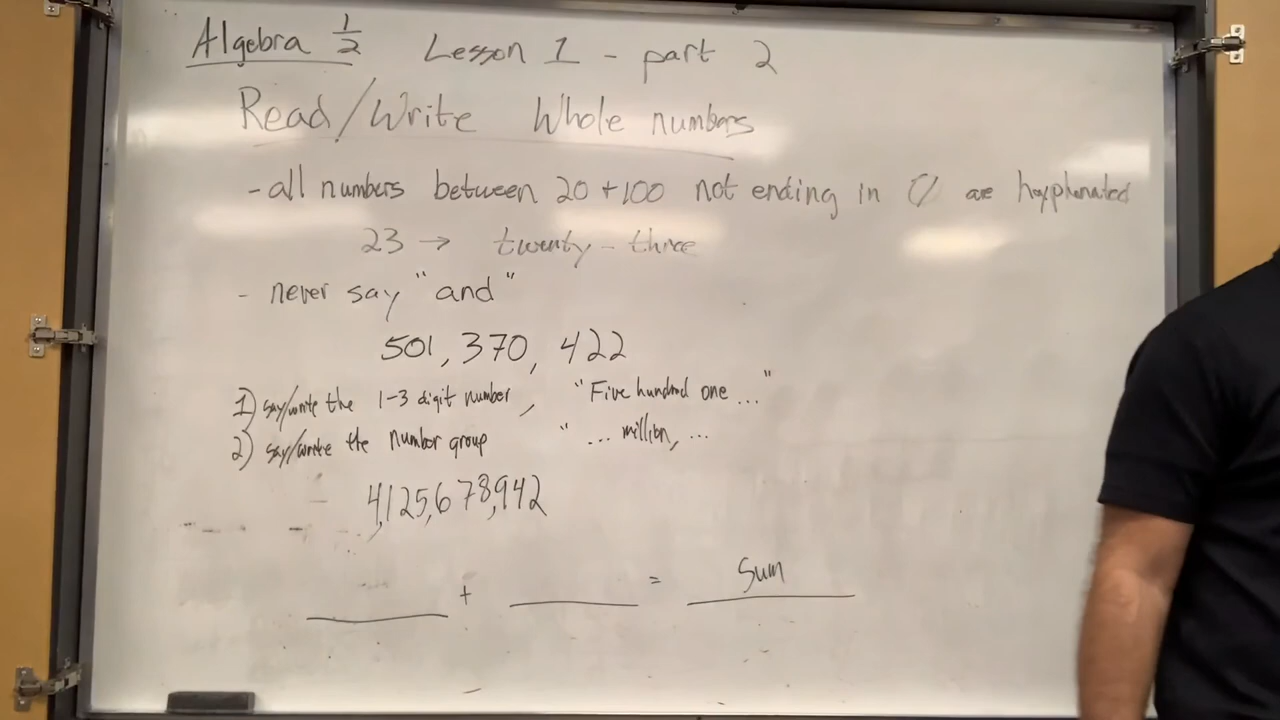 Algebra 1/2 Lesson 1 - part 2
Read/Write Whole numbers
- all numbers between 20 + 100 not ending in 0 are hyphenated
23 → twenty-three
- never say "and"
501,370,422
1) say/write the 1-3 digit number, "Five hundred one ..."
2) say/write the number group " ... million, ...
4,125,678,942
____ + ____ = Sum